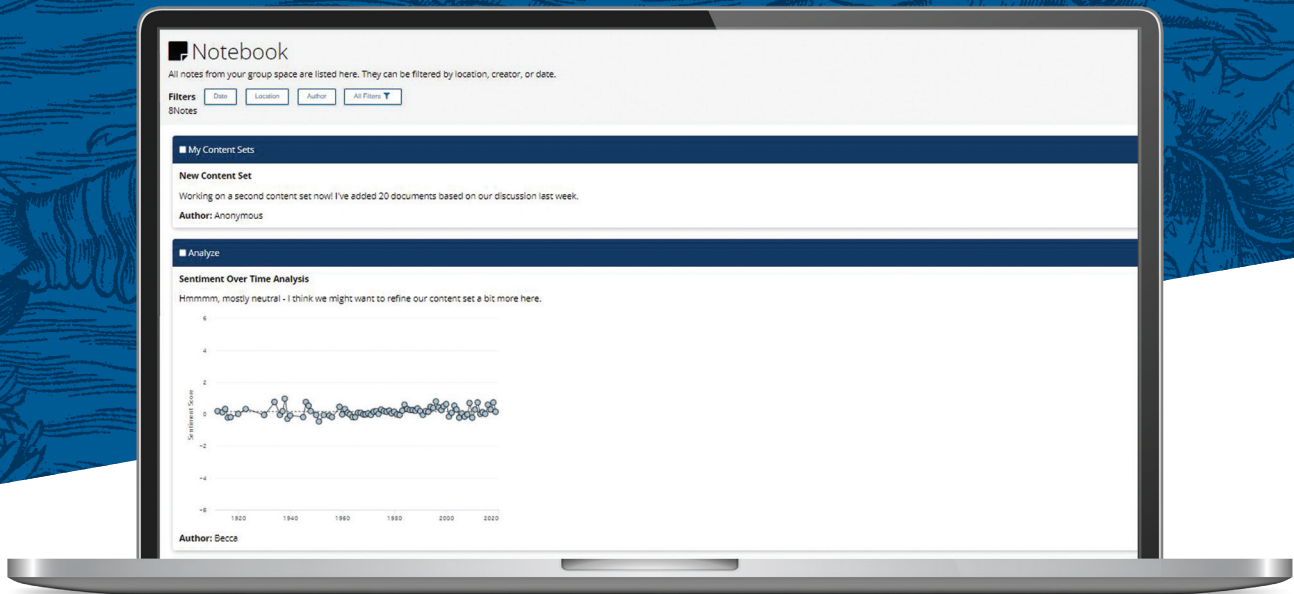 Notebook
All notes from your group space are listed here. They can be filtered by location, creator, or date.
Filters Date Location Author All Filters
8Notes
My Content Sets
New Content Set
Working on a second content set now! I've added 20 documents based on our discussion last week.
Author: Anonymous
Analyze
Sentiment Over Time Analysis
Hmmmm, mostly neutral - I think we might want to refine our content set a bit more here.
6
4
2
0
-2
-4
-6
Sentiment Score
1920 1940 1960 1980 2000 2020
Author: Becca